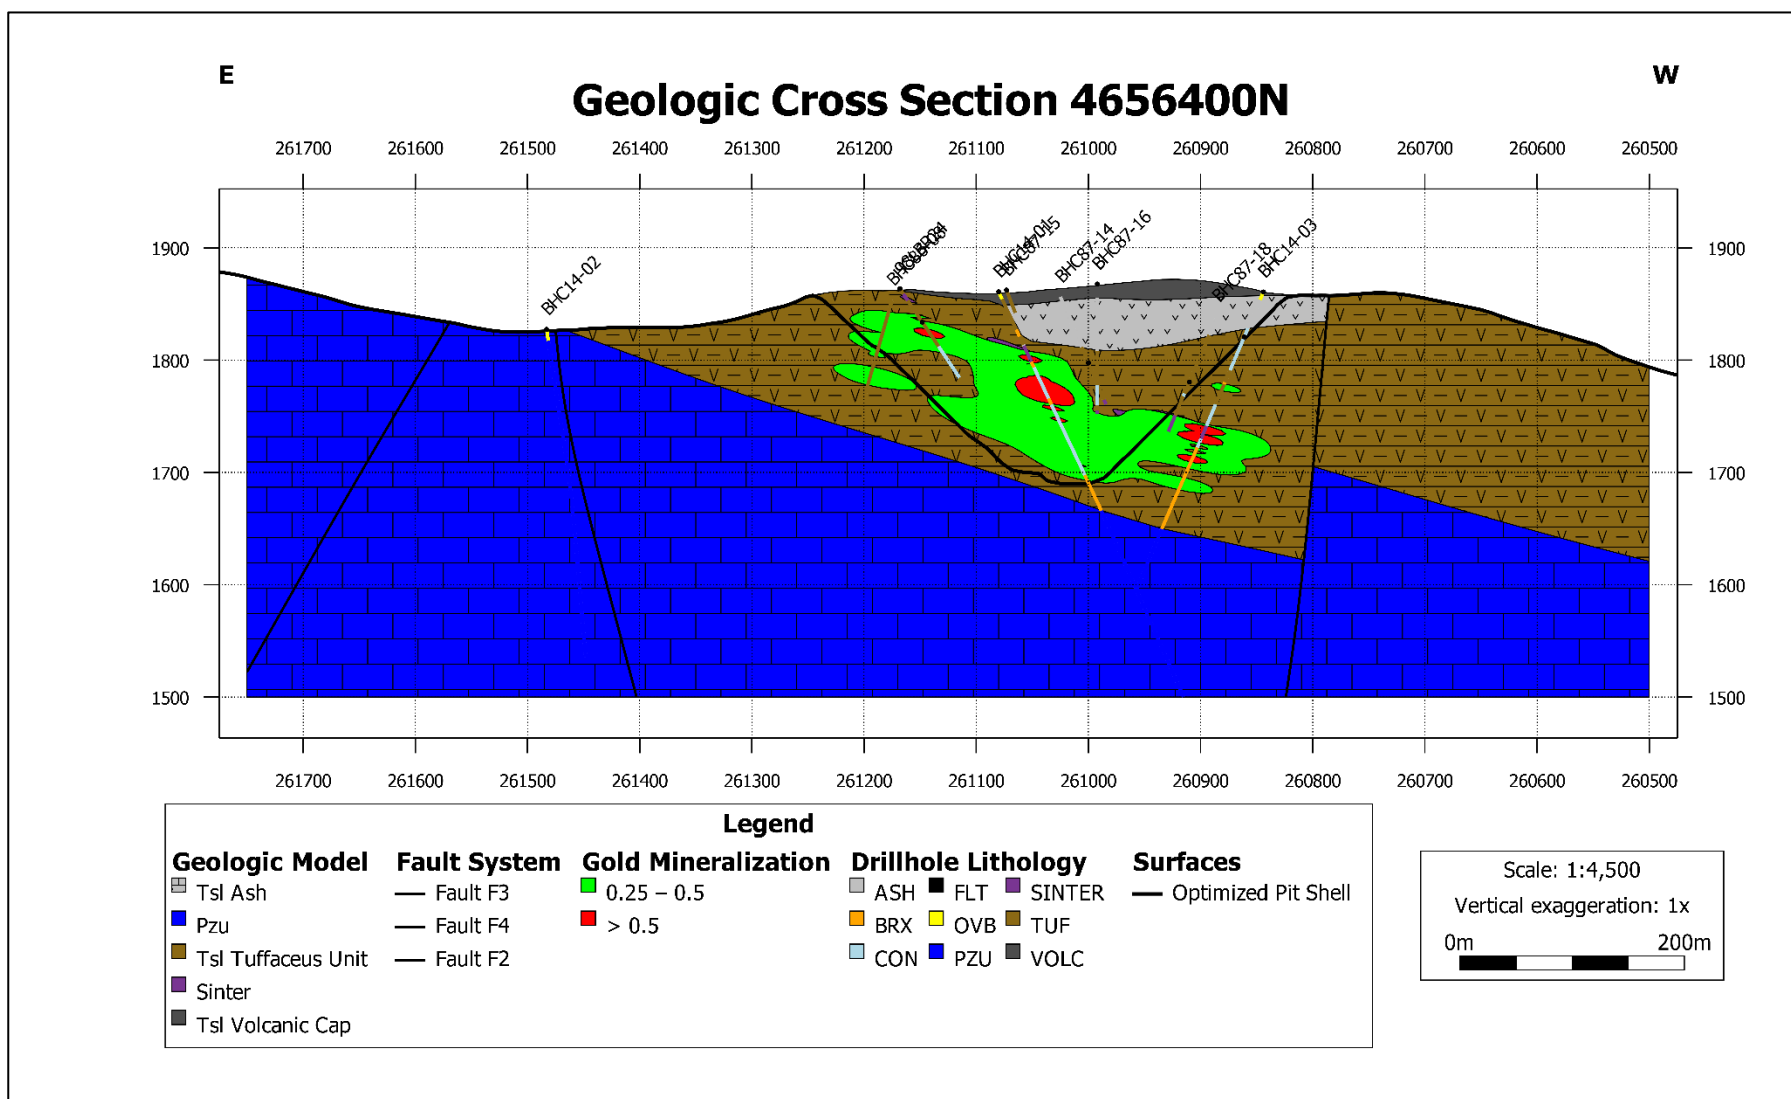 E W
Geologic Cross Section 4656400N
261700 261600 261500 261400 261300 261200 261100 261000 260900 260800 260700 260600 260500
1900 1900
1800 1800
1700 1700
1600 1600
1500 1500
BHC14-02
BHC14-01
BHC87-15
BHC87-14
BHC87-16
BHC87-18
BHC14-03
261700 261600 261500 261400 261300 261200 261100 261000 260900 260800 260700 260600 260500
Legend
Geologic Model
Tsl Ash
Pzu
Tsl Tuffaceus Unit
Sinter
Tsl Volcanic Cap
Fault System
Fault F3
Fault F4
Fault F2
Gold Mineralization
0.25 – 0.5
> 0.5
Drillhole Lithology
ASH FLT SINTER
BRX OVB TUF
CON PZU VOLC
Surfaces
Optimized Pit Shell
Scale: 1:4,500
Vertical exaggeration: 1x
0m 200m